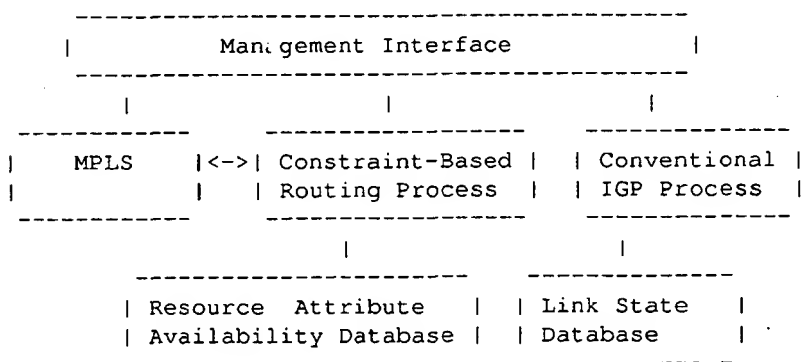 Management Interface
MPLS <-> Constraint-Based Conventional
Routing Process IGP Process
Resource Attribute Link State
Availability Database Database